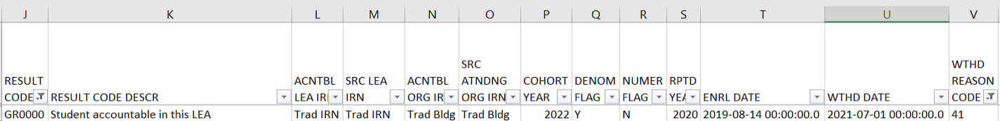 J K L M N O P Q R S T U V
SRC WTHD
RESULT ACNTBL SRC LEA ACNTBL ATNDNG COHORT DENOM NUMER RPTD REASON
CODE RESULT CODE DESCR LEA IR IRN ORG IR ORG IRN YEAR FLAG FLAG YEA ENRL DATE WTHD DATE CODE
GR0000 Student accountable in this LEA Trad IRN Trad IRN Trad Bldg Trad Bldg 2022 Y N 2020 2019-08-14 00:00:00.0 2021-07-01 00:00:00.0 41